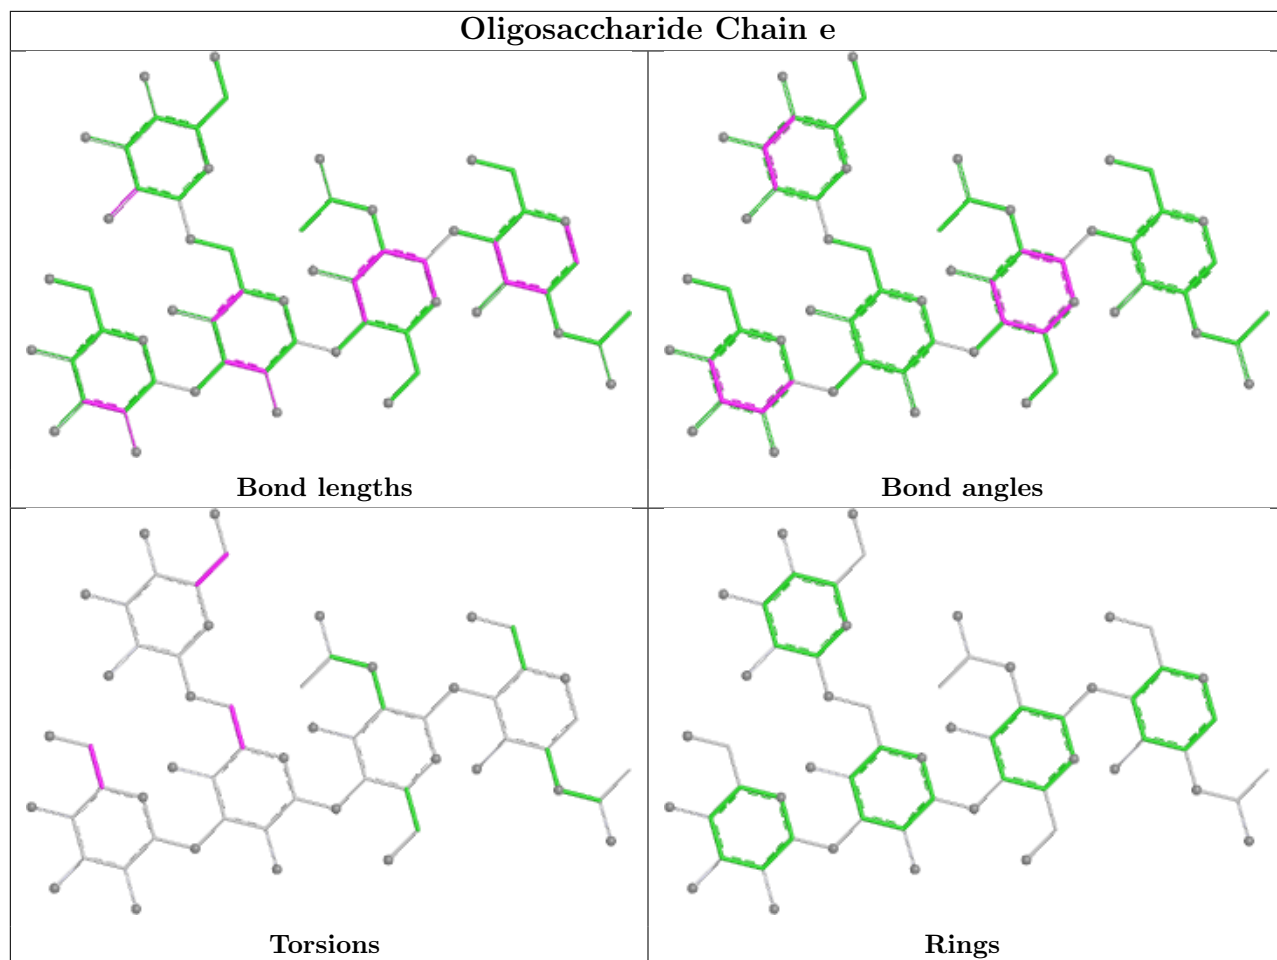 Oligosaccharide Chain e
Bond lengths
Bond angles
Torsions
Rings